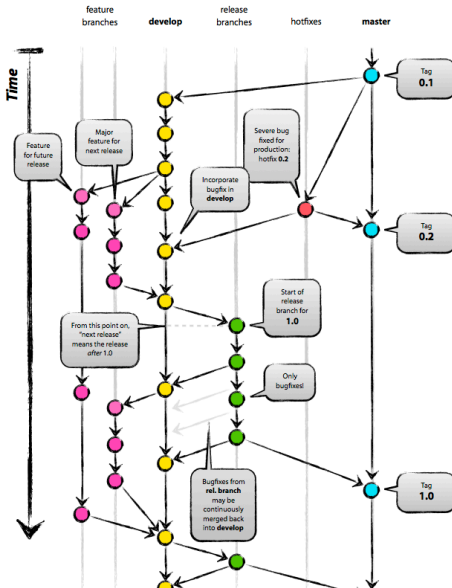 feature
branches
develop
release
branches
hotfixes
master
Time
Tag
0.1
Major
feature for
next release
Feature
for future
release
Severe bug
fixed for
production:
hotfix 0.2
Incorporate
bugfix in
develop
Tag
0.2
Start of
release
branch for
1.0
From this point on,
"next release"
means the release
after 1.0
Only
bugfixes!
Bugfixes from
rel. branch
may be
continuously
merged back
into develop
Tag
1.0